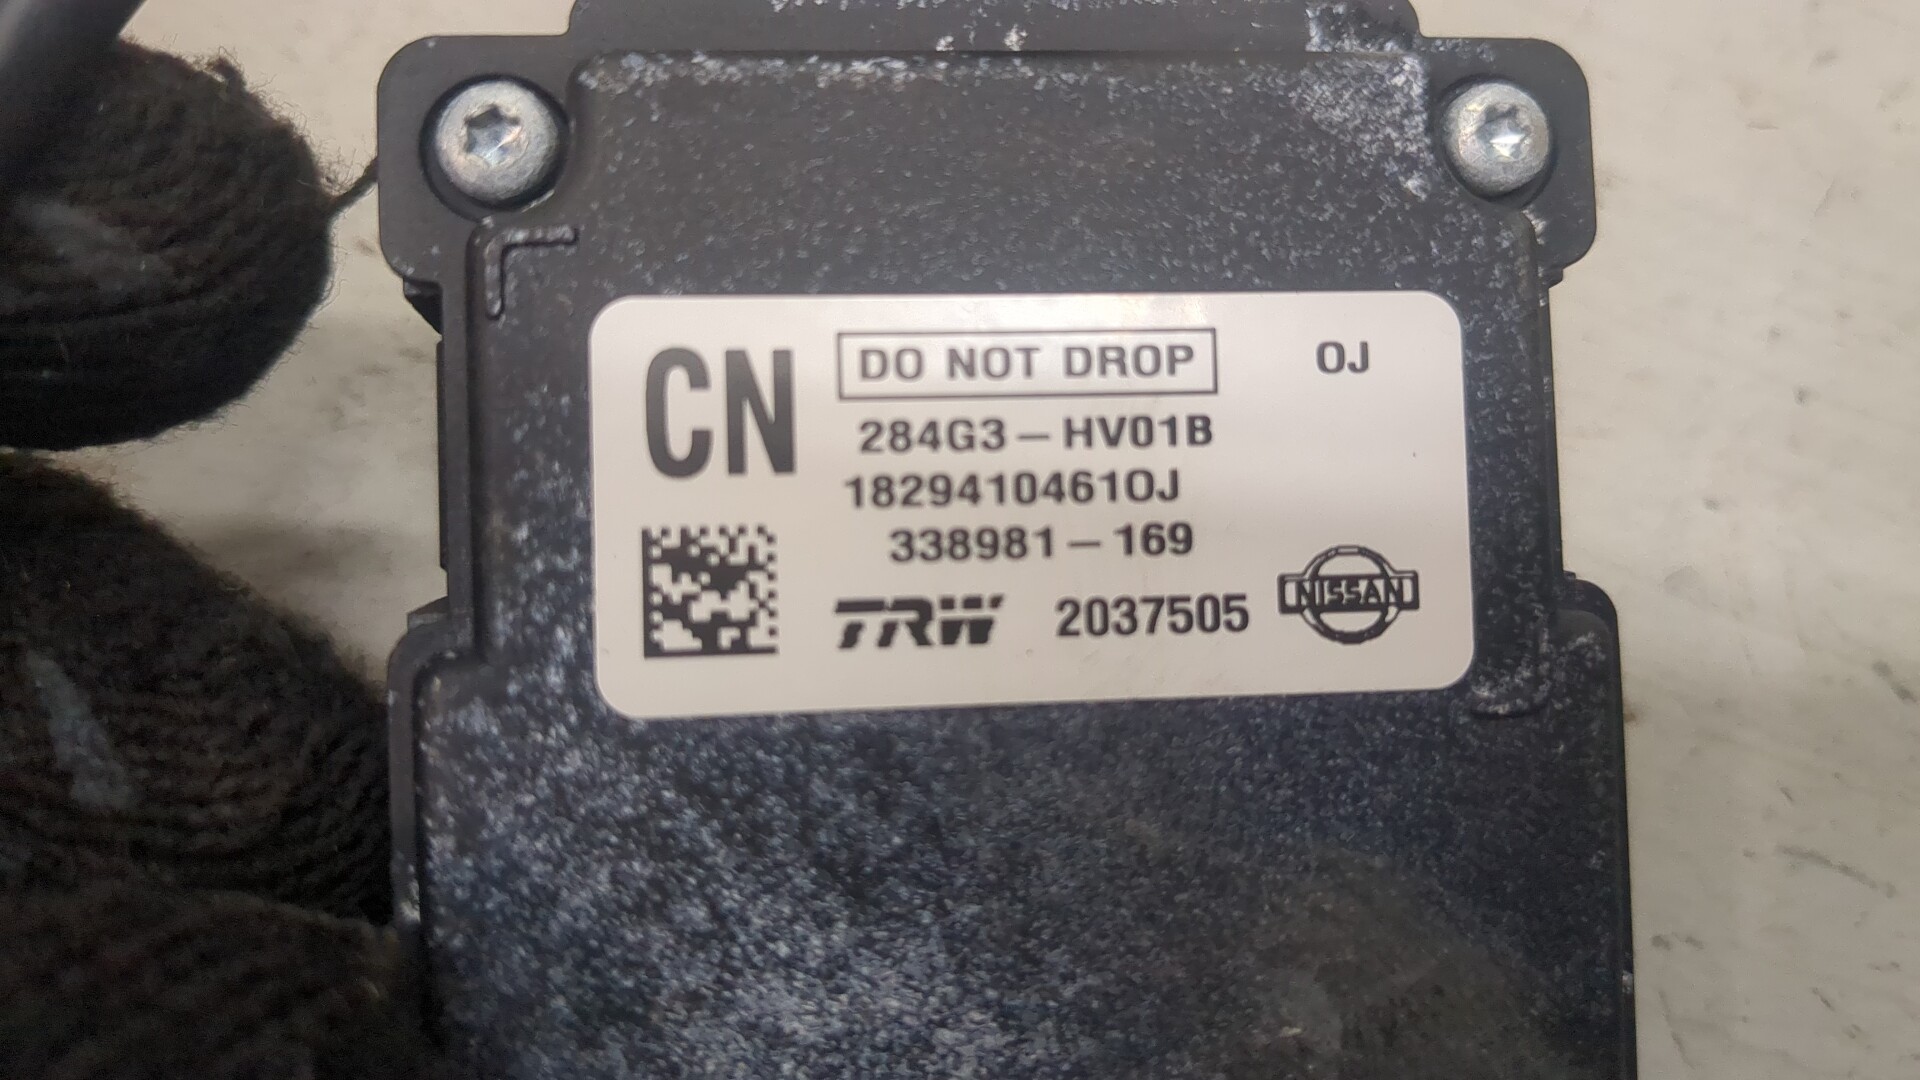 CN
DO NOT DROP
OJ
284G3-HV01B
18294104610J
338981-169
TRW 2037505 NISSAN